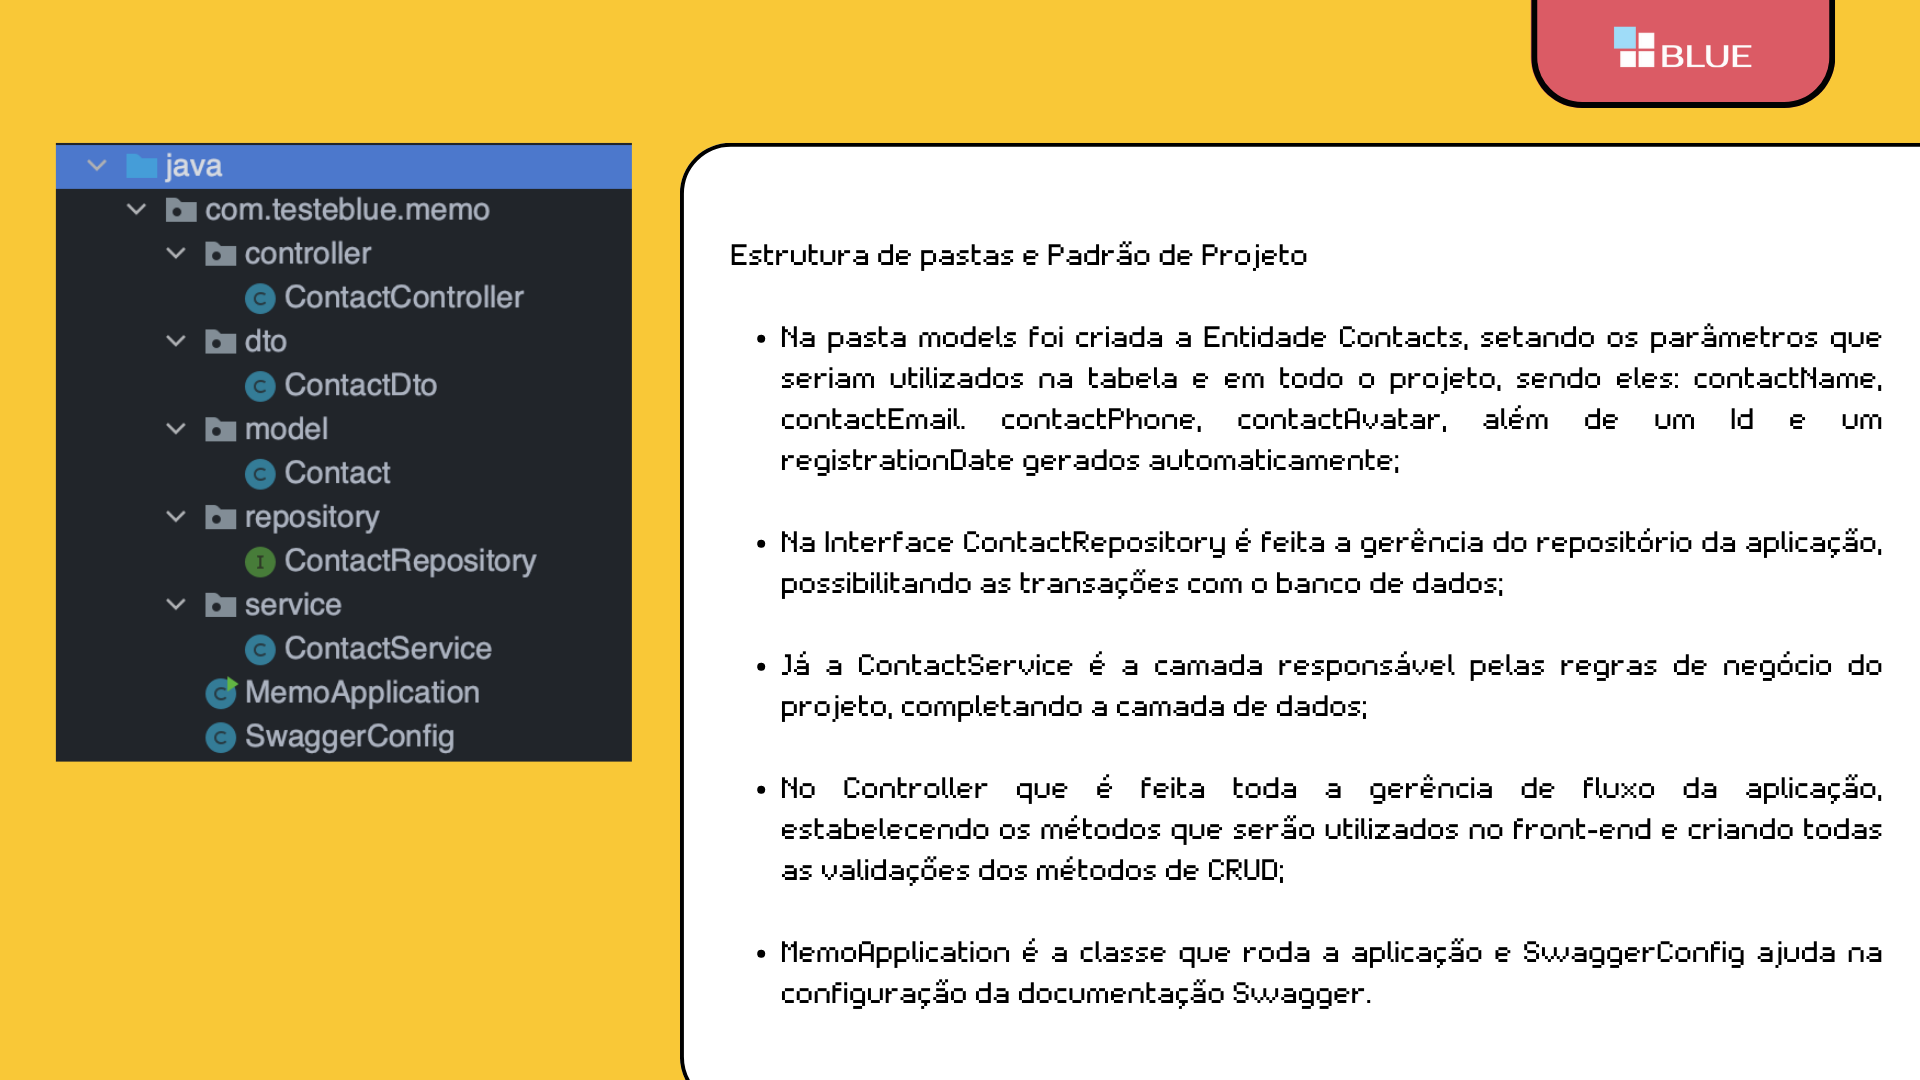 BLUE
java
com.testeblue.memo
controller
ContactController
dto
ContactDto
model
Contact
repository
ContactRepository
service
ContactService
MemoApplication
SwaggerConfig
Estrutura de pastas e Padrão de Projeto
• Na pasta models foi criada a Entidade Contacts, setando os parâmetros que
seriam utilizados na tabela e em todo o projeto, sendo eles: contactName,
contactEmail. contactPhone, contactAvatar, além de um Id e um
registrationDate gerados automaticamente;
• Na Interface ContactRepository é feita a gerência do repositório da aplicação,
possibilitando as transações com o banco de dados;
• Já a ContactService é a camada responsável pelas regras de negócio do
projeto, completando a camada de dados;
• No Controller que é feita toda a gerência de fluxo da aplicação,
estabelecendo os métodos que serão utilizados no front-end e criando todas
as validações dos métodos de CRUD;
• MemoApplication é a classe que roda a aplicação e SwaggerConfig ajuda na
configuração da documentação Swagger.